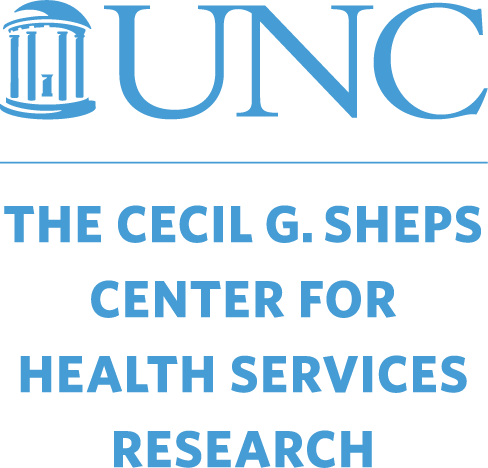 UNC
THE CECIL G. SHEPS
CENTER FOR
HEALTH SERVICES
RESEARCH